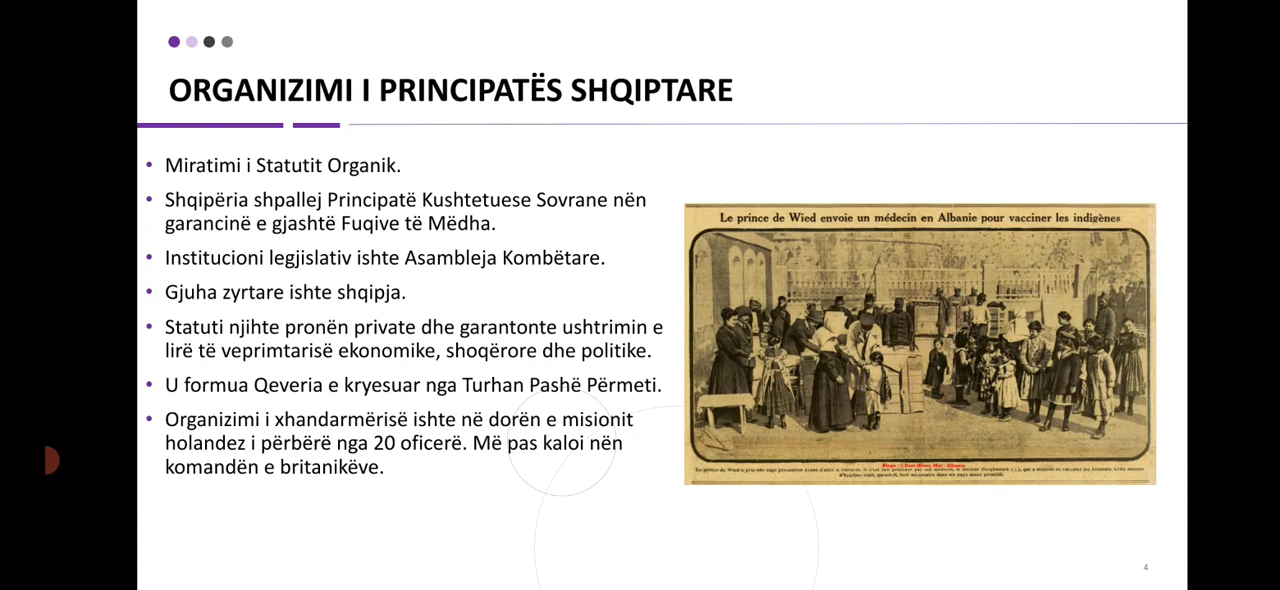 ORGANIZIMI I PRINCIPATËS SHQIPTARE
Miratimi i Statutit Organik.
Shqipëria shpallej Principatë Kushtetuese Sovrane nën
garancinë e gjashtë Fuqive të Mëdha.
Institucioni legjislativ ishte Asambleja Kombëtare.
Gjuha zyrtare ishte shqipja.
Statuti njihte pronën private dhe garantonte ushtrimin e
lirë të veprimtarisë ekonomike, shoqërore dhe politike.
U formua Qeveria e kryesuar nga Turhan Pashë Përmeti.
Organizimi i xhandarmërisë ishte në dorën e misionit
holandez i përbërë nga 20 oficerë. Më pas kaloi nën
komandën e britanikëve.
Le prince de Wied envoie un médecin en Albanie pour vacciner les indigènes
4